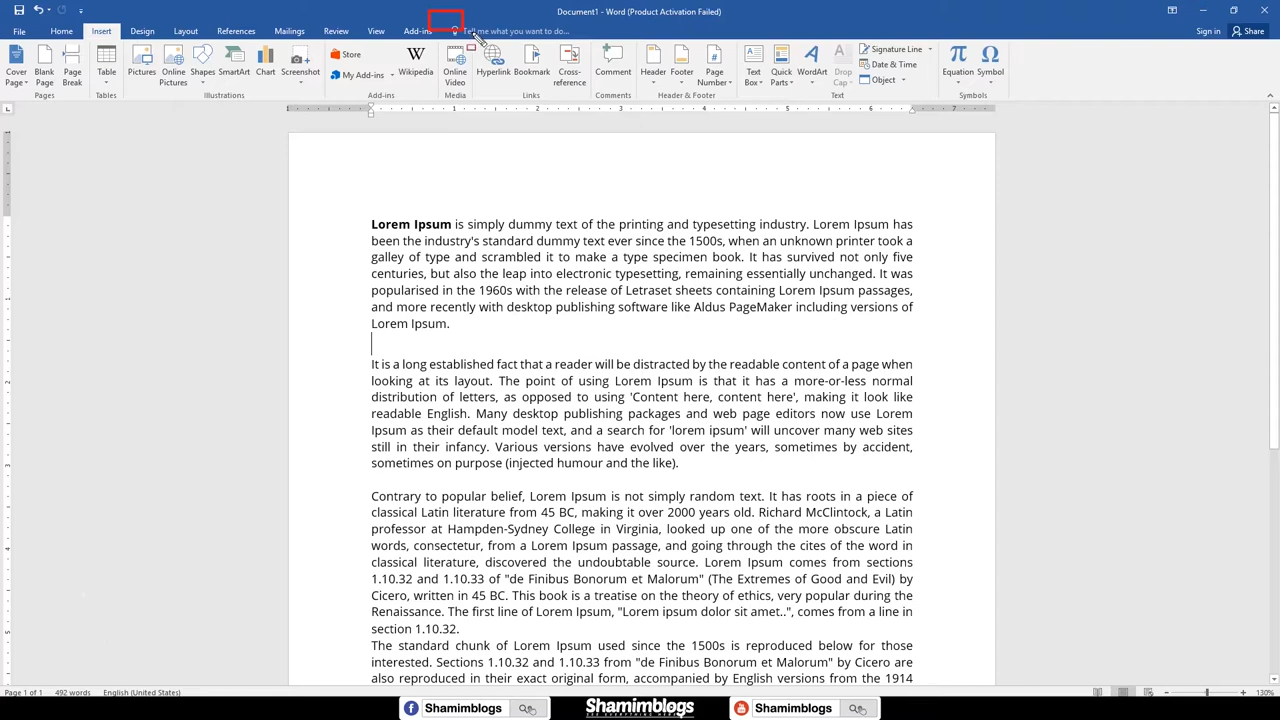 Document1 - Word (Product Activation Failed)
File Home Insert Design Layout References Mailings Review View Add-ins Tell me what you want to do... Sign in Share
Cover Page
Blank Page
Page Break
Table
Pictures
Online Pictures
Shapes
SmartArt
Chart
Screenshot
Store
My Add-ins
Wikipedia
Online Video
Hyperlink
Bookmark
Cross-reference
Comment
Header
Footer
Page Number
Text Box
Quick Parts
WordArt
Drop Cap
Signature Line
Date & Time
Object
Equation
Symbol
Pages Tables Illustrations Add-ins Media Links Comments Header & Footer Text Symbols
1 2 3 4 5 6 7
Lorem Ipsum is simply dummy text of the printing and typesetting industry. Lorem Ipsum has
been the industry's standard dummy text ever since the 1500s, when an unknown printer took a
galley of type and scrambled it to make a type specimen book. It has survived not only five
centuries, but also the leap into electronic typesetting, remaining essentially unchanged. It was
popularised in the 1960s with the release of Letraset sheets containing Lorem Ipsum passages,
and more recently with desktop publishing software like Aldus PageMaker including versions of
Lorem Ipsum.
It is a long established fact that a reader will be distracted by the readable content of a page when
looking at its layout. The point of using Lorem Ipsum is that it has a more-or-less normal
distribution of letters, as opposed to using 'Content here, content here', making it look like
readable English. Many desktop publishing packages and web page editors now use Lorem
Ipsum as their default model text, and a search for 'lorem ipsum' will uncover many web sites
still in their infancy. Various versions have evolved over the years, sometimes by accident,
sometimes on purpose (injected humour and the like).
Contrary to popular belief, Lorem Ipsum is not simply random text. It has roots in a piece of
classical Latin literature from 45 BC, making it over 2000 years old. Richard McClintock, a Latin
professor at Hampden-Sydney College in Virginia, looked up one of the more obscure Latin
words, consectetur, from a Lorem Ipsum passage, and going through the cites of the word in
classical literature, discovered the undoubtable source. Lorem Ipsum comes from sections
1.10.32 and 1.10.33 of "de Finibus Bonorum et Malorum" (The Extremes of Good and Evil) by
Cicero, written in 45 BC. This book is a treatise on the theory of ethics, very popular during the
Renaissance. The first line of Lorem Ipsum, "Lorem ipsum dolor sit amet..", comes from a line in
section 1.10.32.
The standard chunk of Lorem Ipsum used since the 1500s is reproduced below for those
interested. Sections 1.10.32 and 1.10.33 from "de Finibus Bonorum et Malorum" by Cicero are
also reproduced in their exact original form, accompanied by English versions from the 1914
Page 1 of 1 492 words English (United States) 130%
Shamimblogs Shamimblogs Shamimblogs